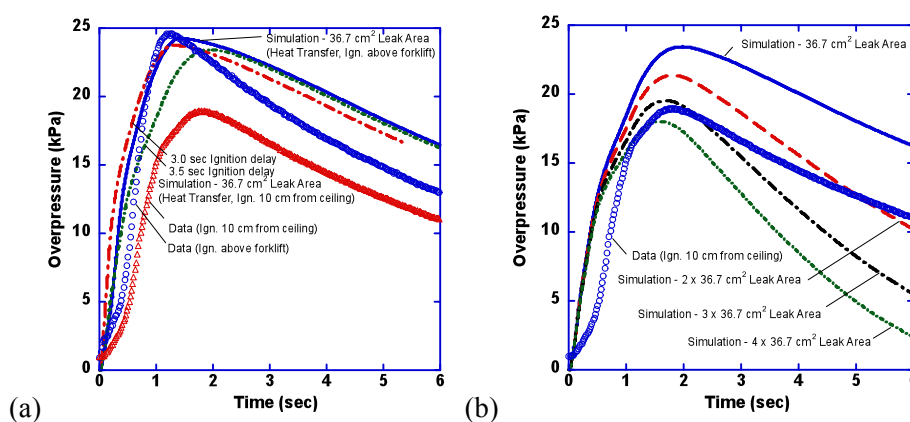 25
20
15
10
5
0
Overpressure (kPa)
Simulation - 36.7 cm² Leak Area
(Heat Transfer, Ign. above forklift)
3.0 sec Ignition delay
3.5 sec Ignition delay
Simulation - 36.7 cm² Leak Area
(Heat Transfer, Ign. 10 cm from ceiling)
Data (Ign. 10 cm from ceiling)
Data (Ign. above forklift)
0 1 2 3 4 5 6
Time (sec)
(a)
25
20
15
10
5
0
Overpressure (kPa)
Simulation - 36.7 cm² Leak Area
Data (Ign. 10 cm from ceiling)
Simulation - 2 x 36.7 cm² Leak Area
Simulation - 3 x 36.7 cm² Leak Area
Simulation - 4 x 36.7 cm² Leak Area
0 1 2 3 4 5 6
Time (sec)
(b)